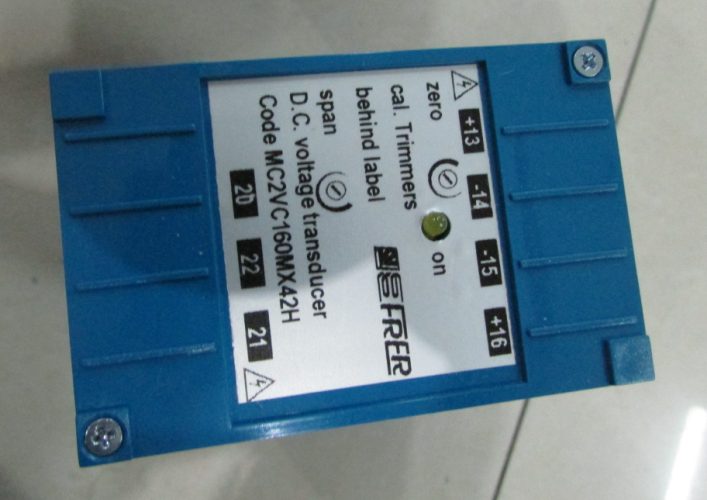 +13 -14 -15 +16
zero
on
cal. Trimmers
behind label
FRER
span
D.C. voltage transducer
Code MC2VC160MX42H
20 22 21